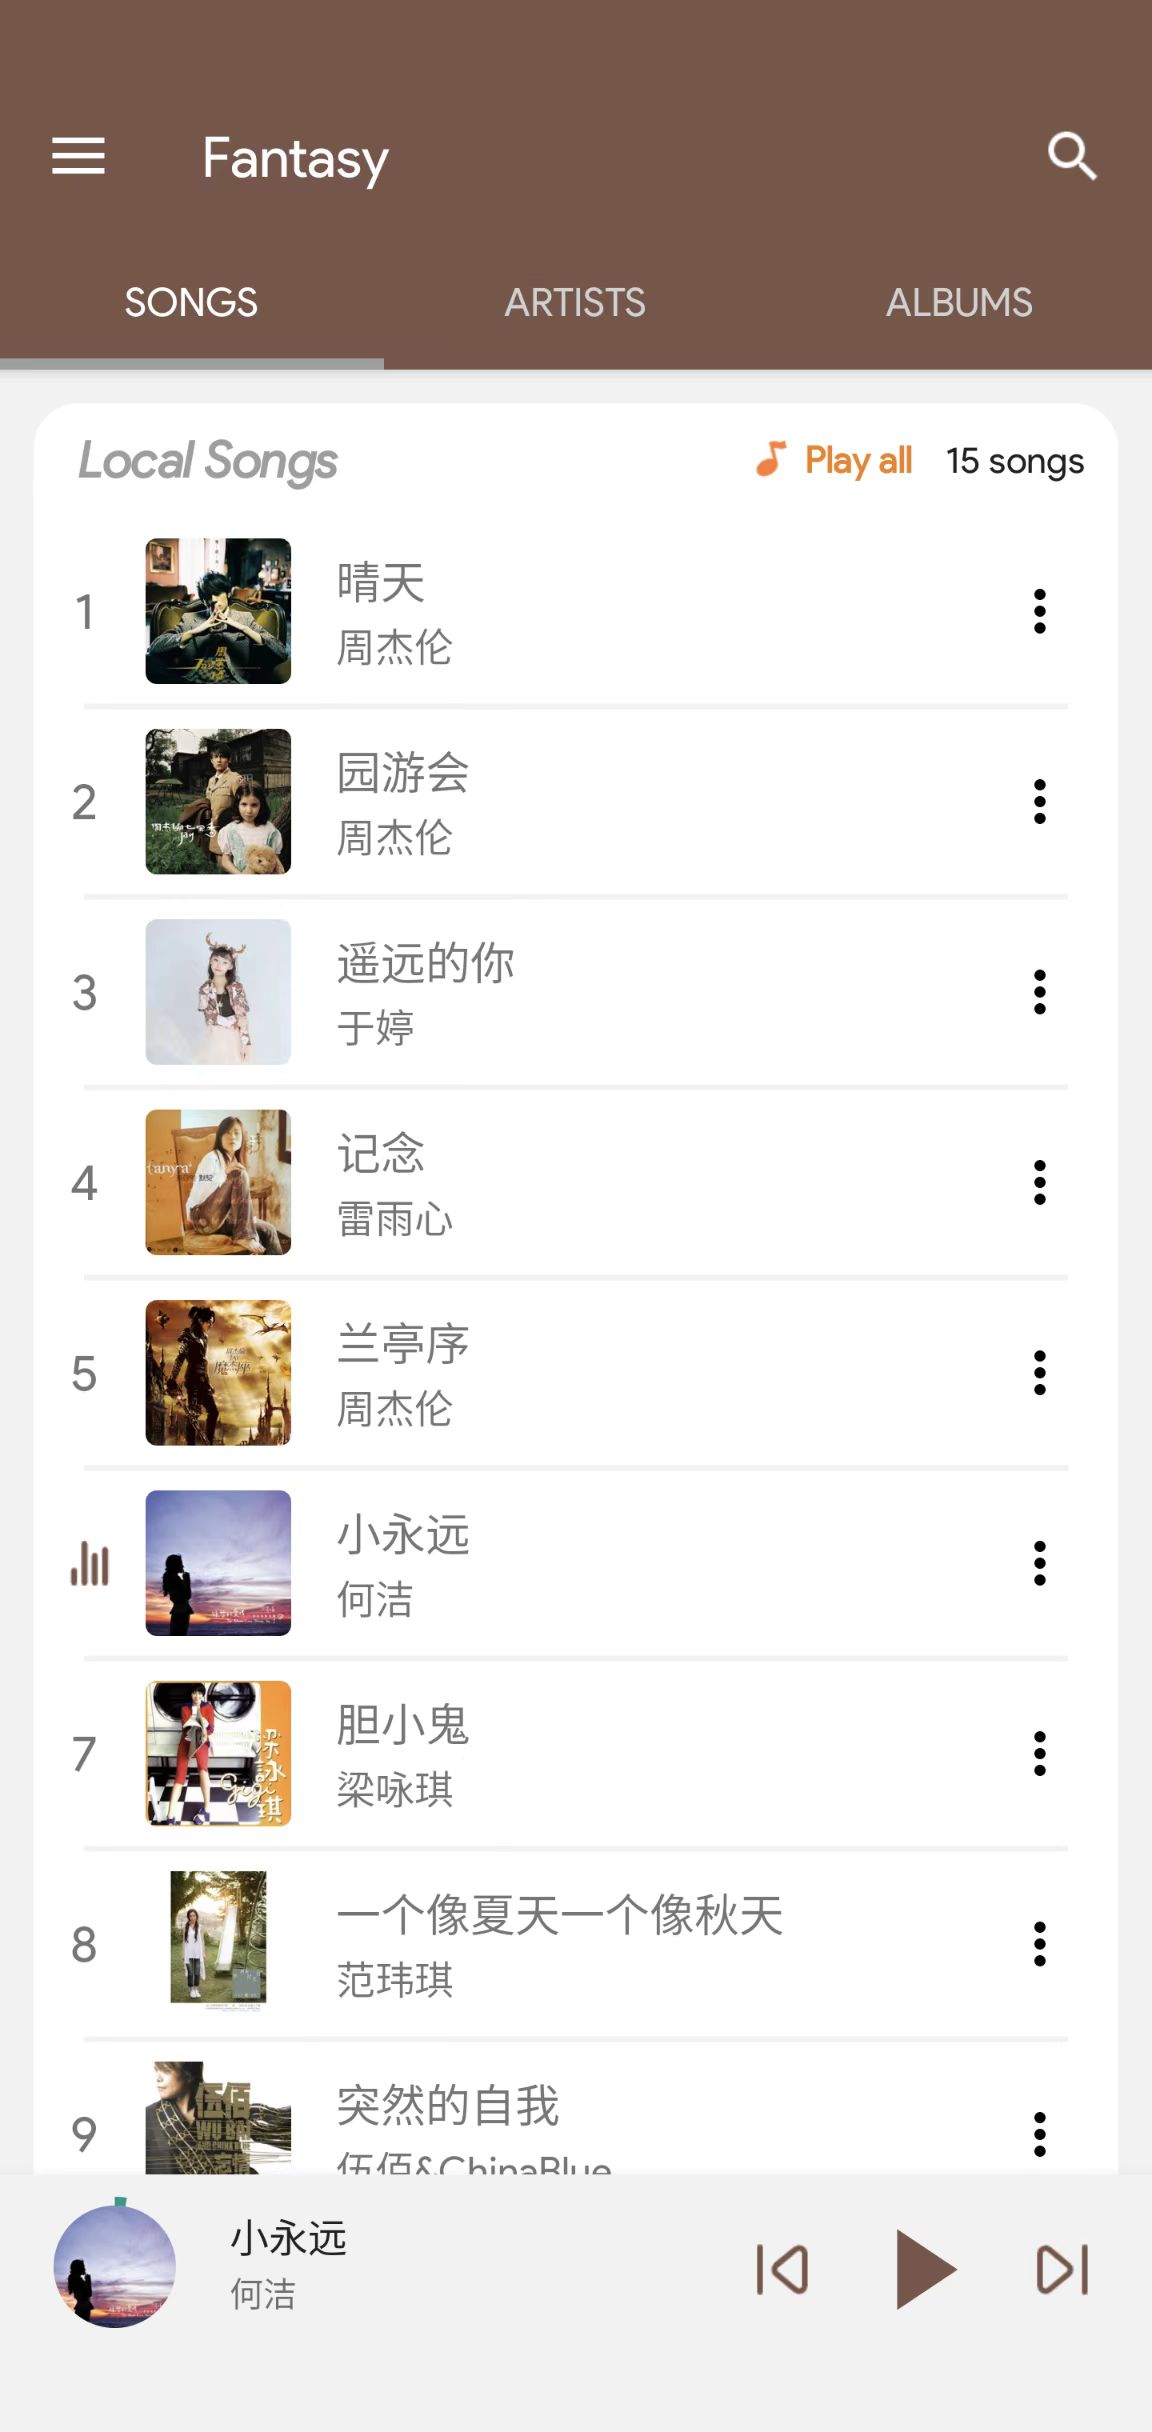 Fantasy
SONGS ARTISTS ALBUMS
Local Songs Play all 15 songs
1
晴天
周杰伦
2
园游会
周杰伦
3
遥远的你
于婷
4
记念
雷雨心
5
兰亭序
周杰伦
小永远
何洁
7
胆小鬼
梁咏琪
8
一个像夏天一个像秋天
范玮琪
9
突然的自我
伍佰&ChinaBlue
小永远
何洁